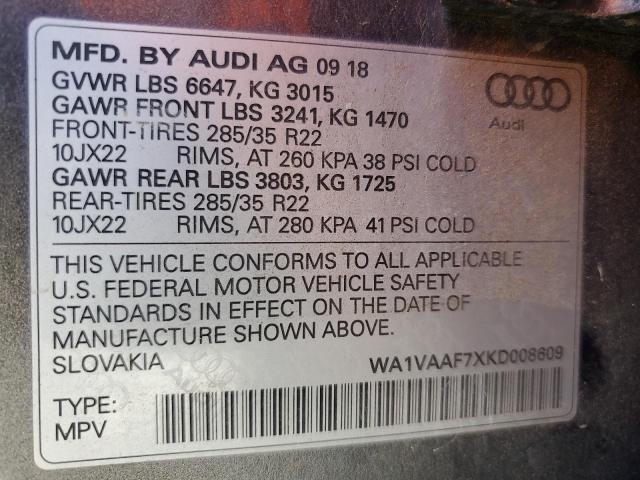 MFD. BY AUDI AG 09 18
GVWR LBS 6647, KG 3015
GAWR FRONT LBS 3241, KG 1470
FRONT-TIRES 285/35 R22
10JX22 RIMS, AT 260 KPA 38 PSI COLD
GAWR REAR LBS 3803, KG 1725
REAR-TIRES 285/35 R22
10JX22 RIMS, AT 280 KPA 41 PSI COLD
Audi
THIS VEHICLE CONFORMS TO ALL APPLICABLE
U.S. FEDERAL MOTOR VEHICLE SAFETY
STANDARDS IN EFFECT ON THE DATE OF
MANUFACTURE SHOWN ABOVE.
SLOVAKIA WA1VAAF7XKD008609
TYPE:
MPV